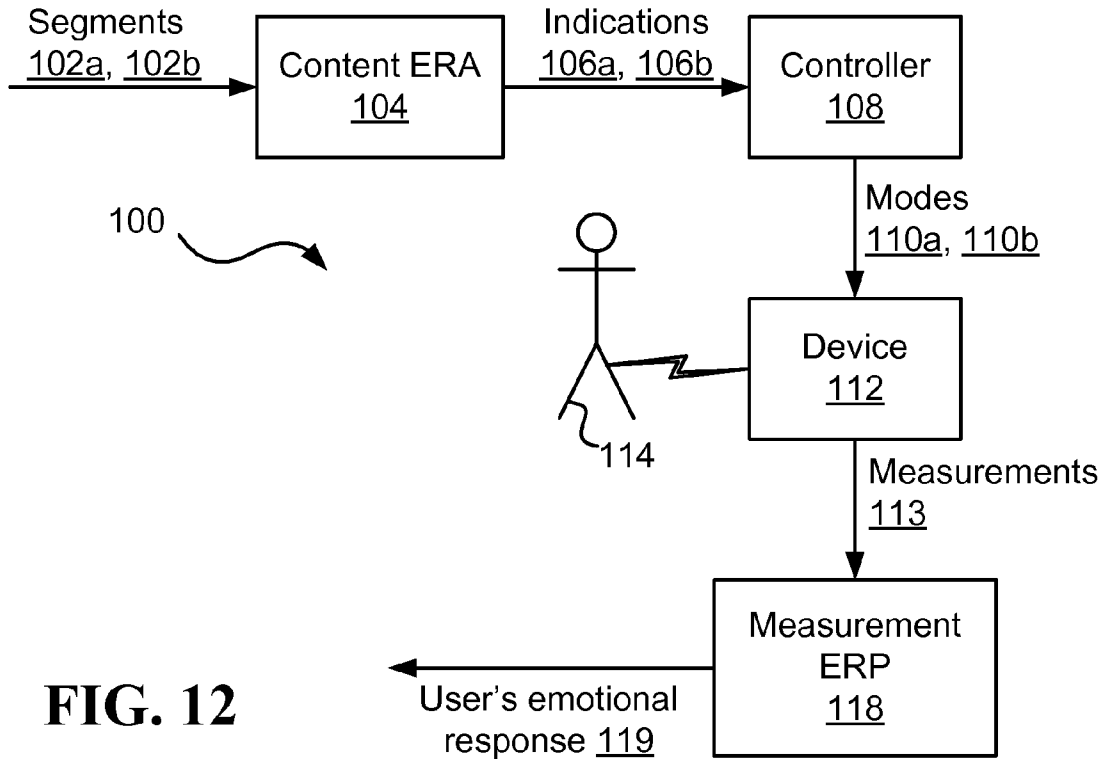 Segments
102a, 102b
Content ERA
104
Indications
106a, 106b
Controller
108
100
Modes
110a, 110b
Device
112
114
Measurements
113
Measurement
ERP
118
User's emotional
response 119
FIG. 12